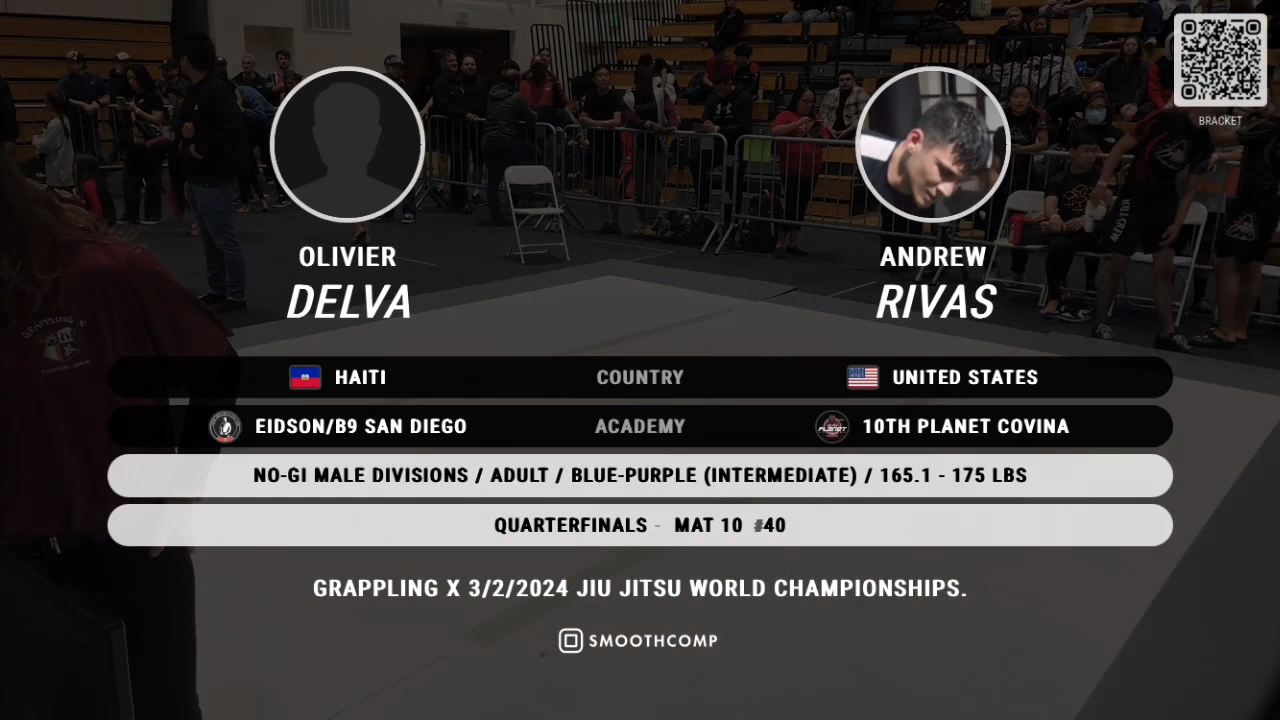 BRACKET
OLIVIER
DELVA
ANDREW
RIVAS
HAITI COUNTRY UNITED STATES
EIDSON/B9 SAN DIEGO ACADEMY 10TH PLANET COVINA
NO-GI MALE DIVISIONS / ADULT / BLUE-PURPLE (INTERMEDIATE) / 165.1 - 175 LBS
QUARTERFINALS - MAT 10 #40
GRAPPLING X 3/2/2024 JIU JITSU WORLD CHAMPIONSHIPS.
SMOOTHCOMP
GRAPPLING X